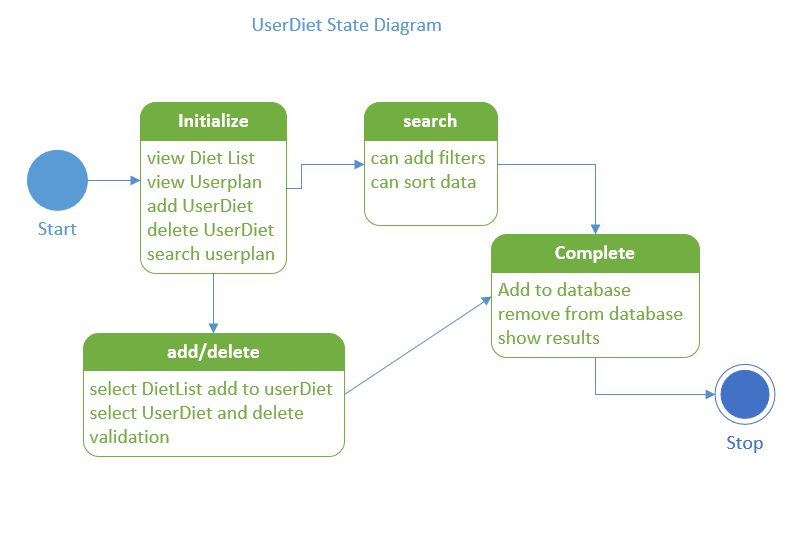 UserDiet State Diagram
Start
Initialize
view Diet List
view Userplan
add UserDiet
delete UserDiet
search userplan
search
can add filters
can sort data
add/delete
select DietList add to userDiet
select UserDiet and delete
validation
Complete
Add to database
remove from database
show results
Stop